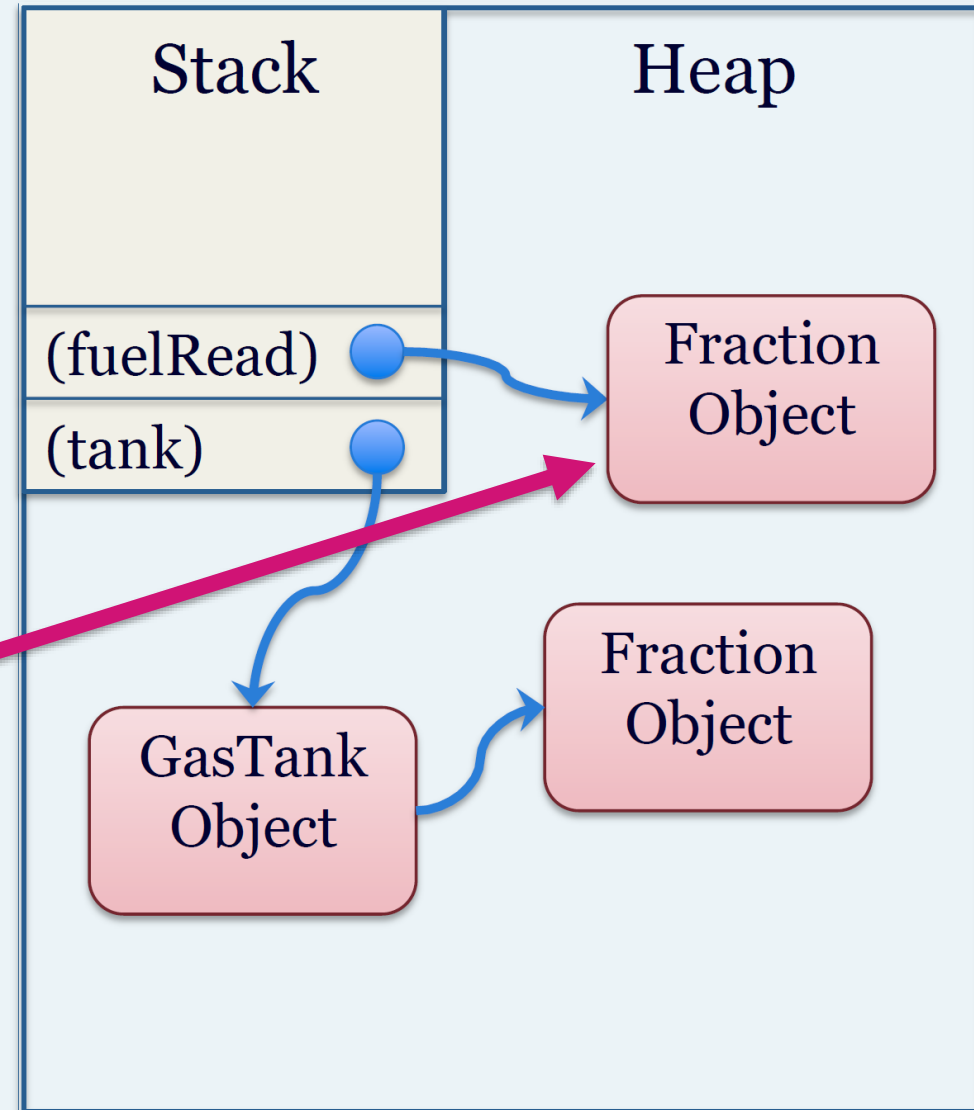 Stack
Heap
(fuelRead)
(tank)
Fraction
Object
Fraction
Object
GasTank
Object